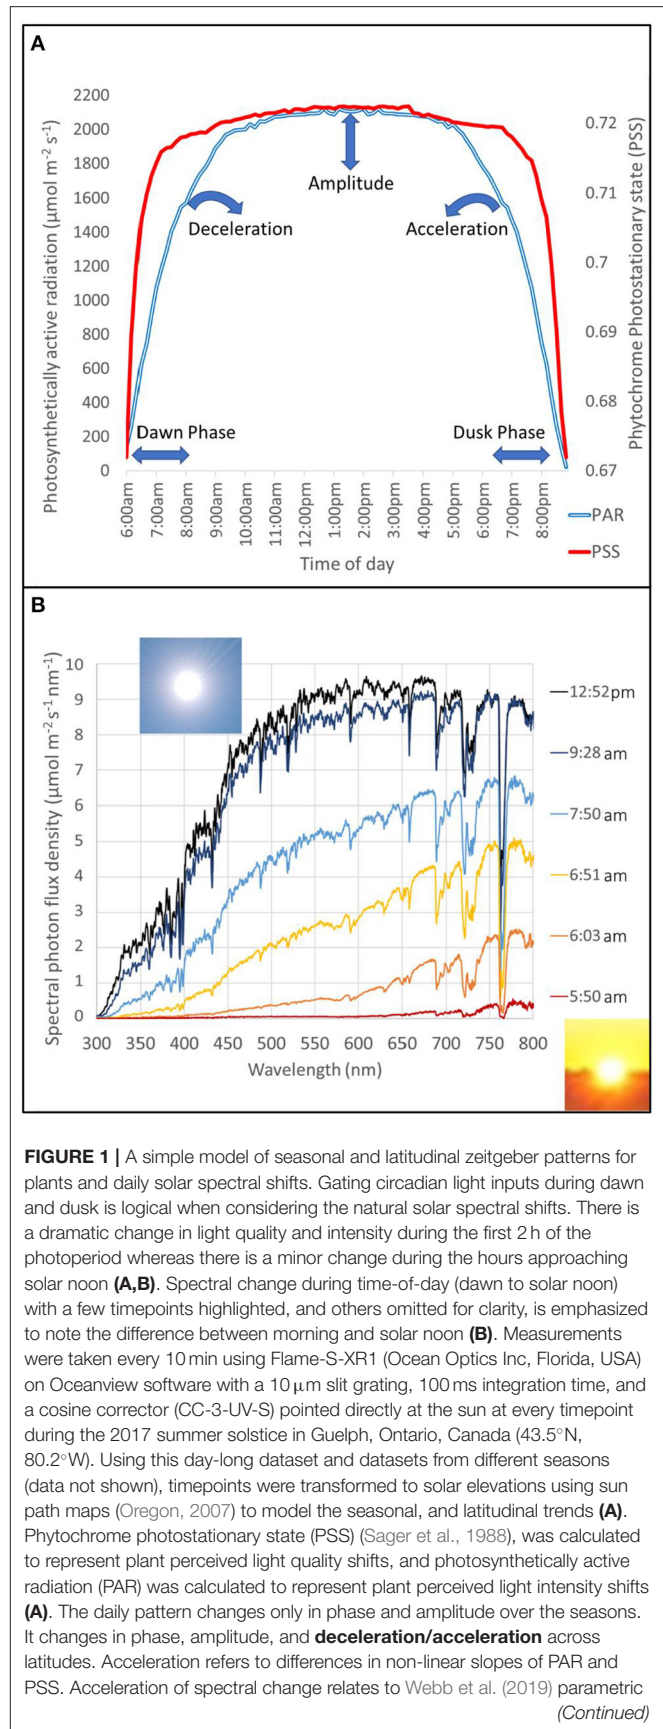 A
2200
2000
1800
1600
1400
1200
1000
800
600
400
200
0
Photosynthetically active radiation (µmol m⁻² s⁻¹)
0.72
0.71
0.7
0.69
0.68
0.67
Phytochrome Photostationary state (PSS)
Amplitude
Deceleration
Acceleration
Dawn Phase
Dusk Phase
6:00am
7:00am
8:00am
9:00am
10:00am
11:00am
12:00pm
1:00pm
2:00pm
3:00pm
4:00pm
5:00pm
6:00pm
7:00pm
8:00pm
Time of day
PAR
PSS
B
10
9
8
7
6
5
4
3
2
1
0
Spectral photon flux density (µmol m⁻² s⁻¹ nm⁻¹)
300
350
400
450
500
550
600
650
700
750
800
Wavelength (nm)
12:52pm
9:28 am
7:50 am
6:51 am
6:03 am
5:50 am
FIGURE 1 | A simple model of seasonal and latitudinal zeitgeber patterns for
plants and daily solar spectral shifts. Gating circadian light inputs during dawn
and dusk is logical when considering the natural solar spectral shifts. There is
a dramatic change in light quality and intensity during the first 2 h of the
photoperiod whereas there is a minor change during the hours approaching
solar noon (A,B). Spectral change during time-of-day (dawn to solar noon)
with a few timepoints highlighted, and others omitted for clarity, is emphasized
to note the difference between morning and solar noon (B). Measurements
were taken every 10 min using Flame-S-XR1 (Ocean Optics Inc, Florida, USA)
on Oceanview software with a 10 µm slit grating, 100 ms integration time, and
a cosine corrector (CC-3-UV-S) pointed directly at the sun at every timepoint
during the 2017 summer solstice in Guelph, Ontario, Canada (43.5°N,
80.2°W). Using this day-long dataset and datasets from different seasons
(data not shown), timepoints were transformed to solar elevations using sun
path maps (Oregon, 2007) to model the seasonal, and latitudinal trends (A).
Phytochrome photostationary state (PSS) (Sager et al., 1988), was calculated
to represent plant perceived light quality shifts, and photosynthetically active
radiation (PAR) was calculated to represent plant perceived light intensity shifts
(A). The daily pattern changes only in phase and amplitude over the seasons.
It changes in phase, amplitude, and deceleration/acceleration across
latitudes. Acceleration refers to differences in non-linear slopes of PAR and
PSS. Acceleration of spectral change relates to Webb et al. (2019) parametric
(Continued)